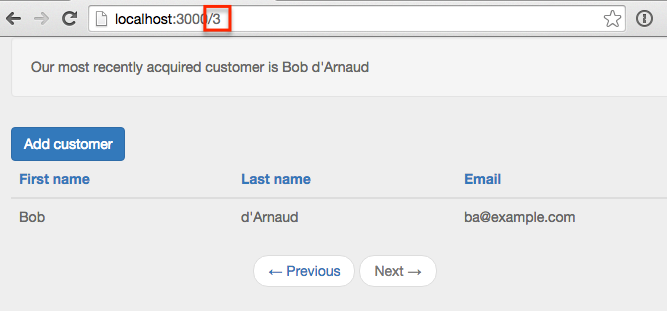 localhost:3000/3
Our most recently acquired customer is Bob d'Arnaud
Add customer
First name Last name Email
Bob d'Arnaud ba@example.com
← Previous Next →